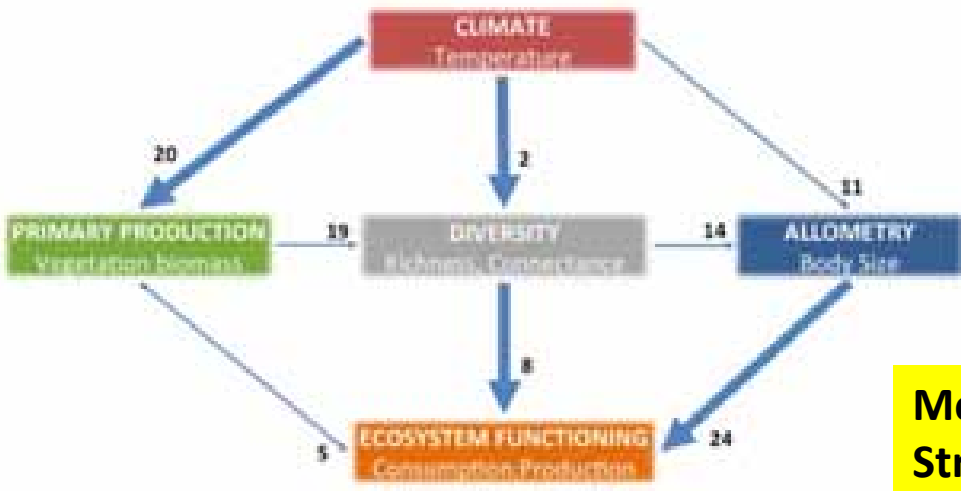 CLIMATE
Temperature
20
2
11
PRIMARY PRODUCTION
Vegetation biomass
19
DIVERSITY
Richness, Connectance
14
ALLOMETRY
Body Size
8
5
24
ECOSYSTEM FUNCTIONING
Consumption Production
Mo
Str